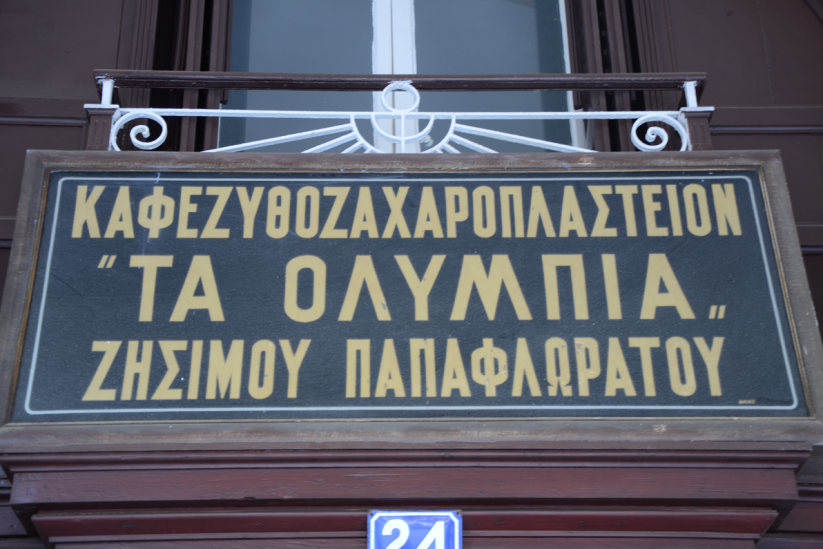 ΚΑΦΕΖΥΘΟΖΑΧΑΡΟΠΛΑΣΤΕΙΟΝ
"ΤΑ ΟΛΥΜΠΙΑ„
ΖΗΣΙΜΟΥ ΠΑΠΑΦΛΩΡΑΤΟΥ
24